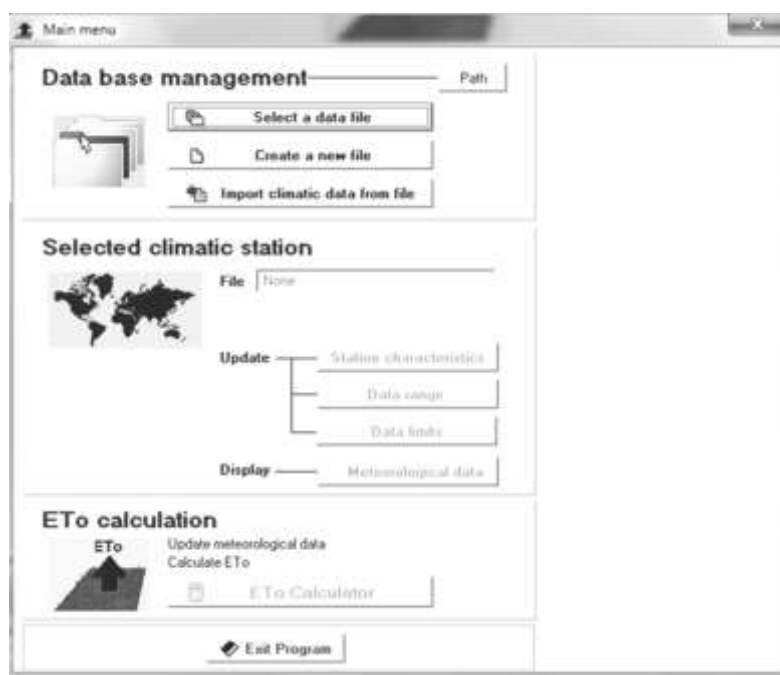 Main menu
Data base management
Path
Select a data file
Create a new file
Import climatic data from file
Selected climatic station
File None
Update
Station characteristics
Data range
Data limits
Display
Meteorological data
ETo calculation
ETo
Update meteorological data
Calculate ETo
ETo Calculator
Exit Program